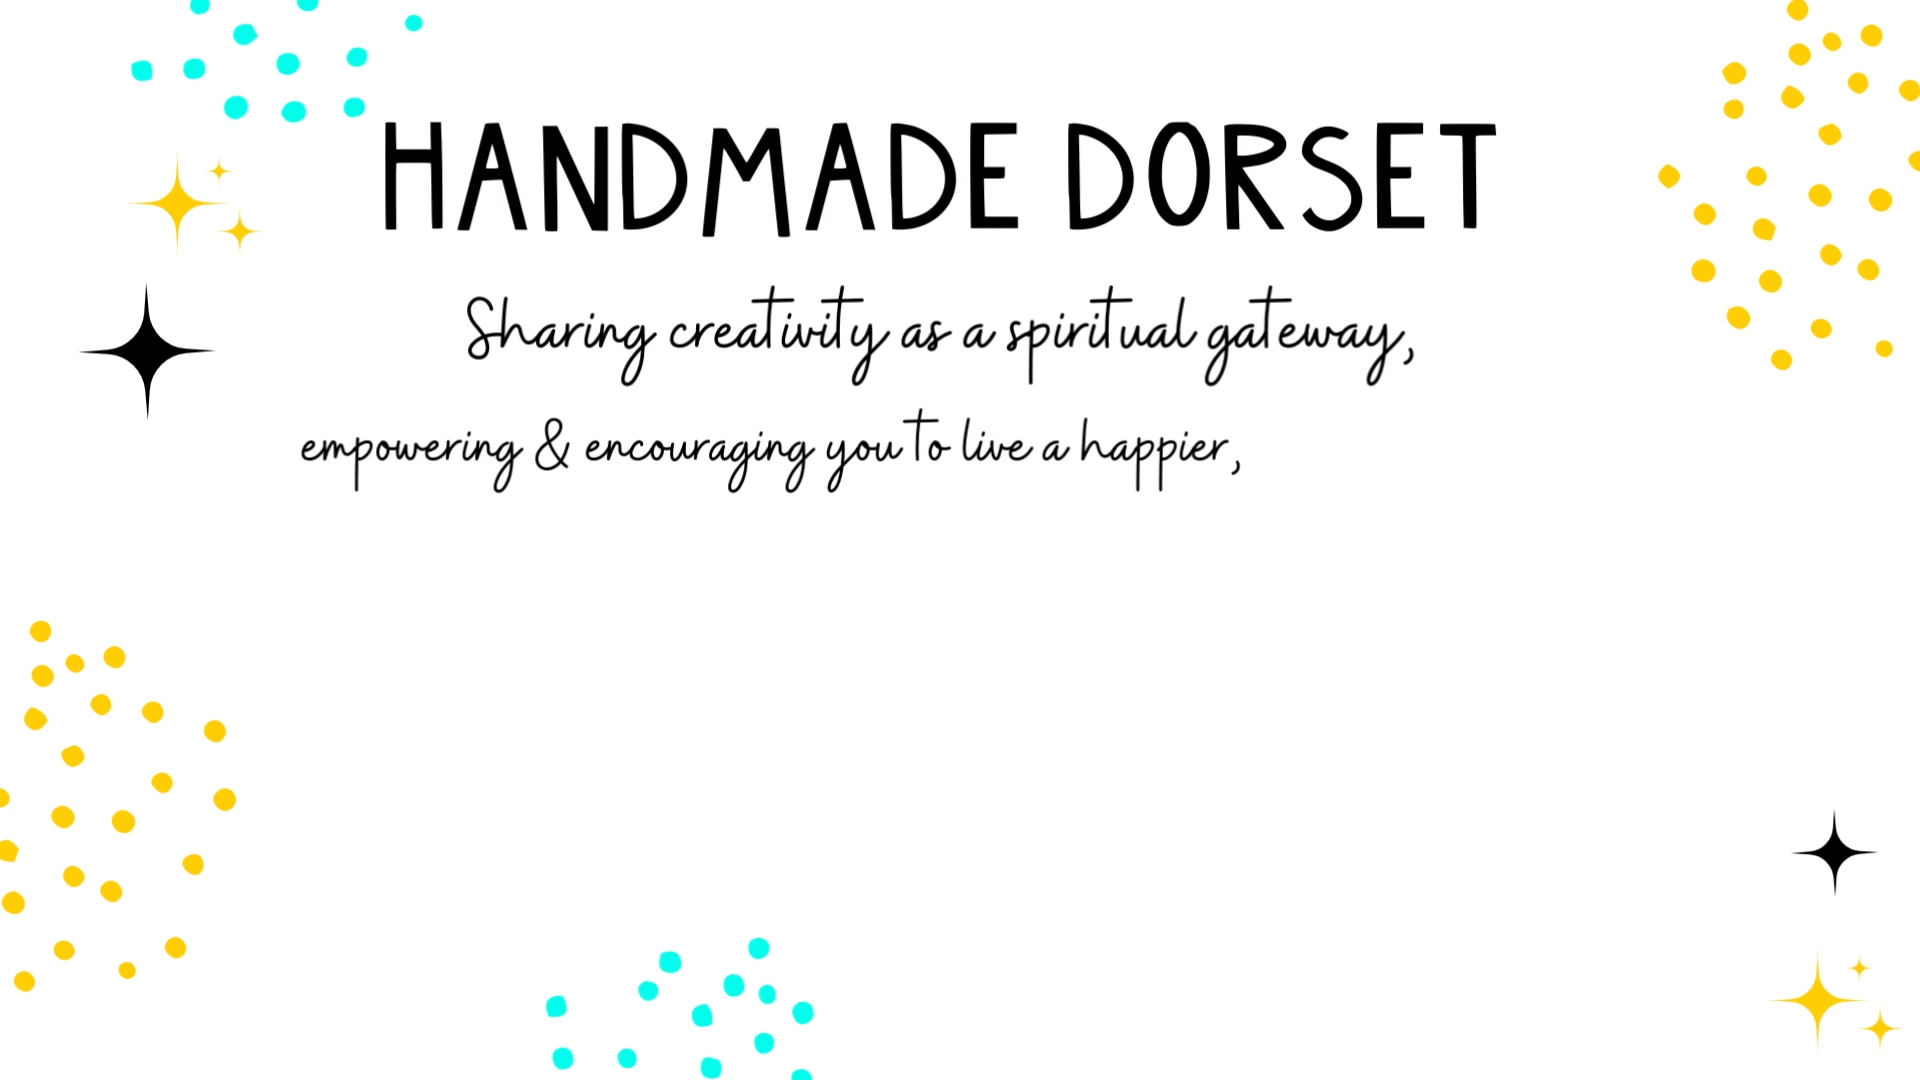 HANDMADE DORSET
Sharing creativity as a spiritual gateway,
empowering & encouraging you to live a happier,